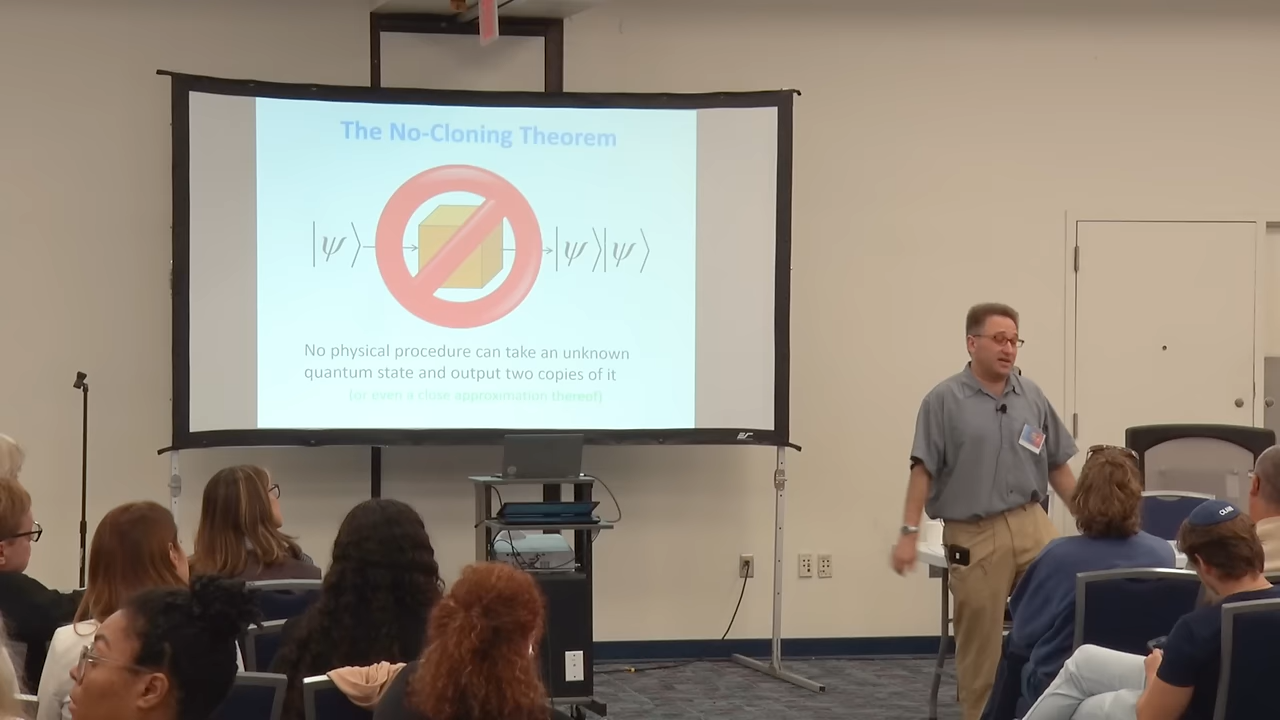 The No-Cloning Theorem
|ψ⟩ |ψ⟩|ψ⟩
No physical procedure can take an unknown
quantum state and output two copies of it
(or even a close approximation thereof)